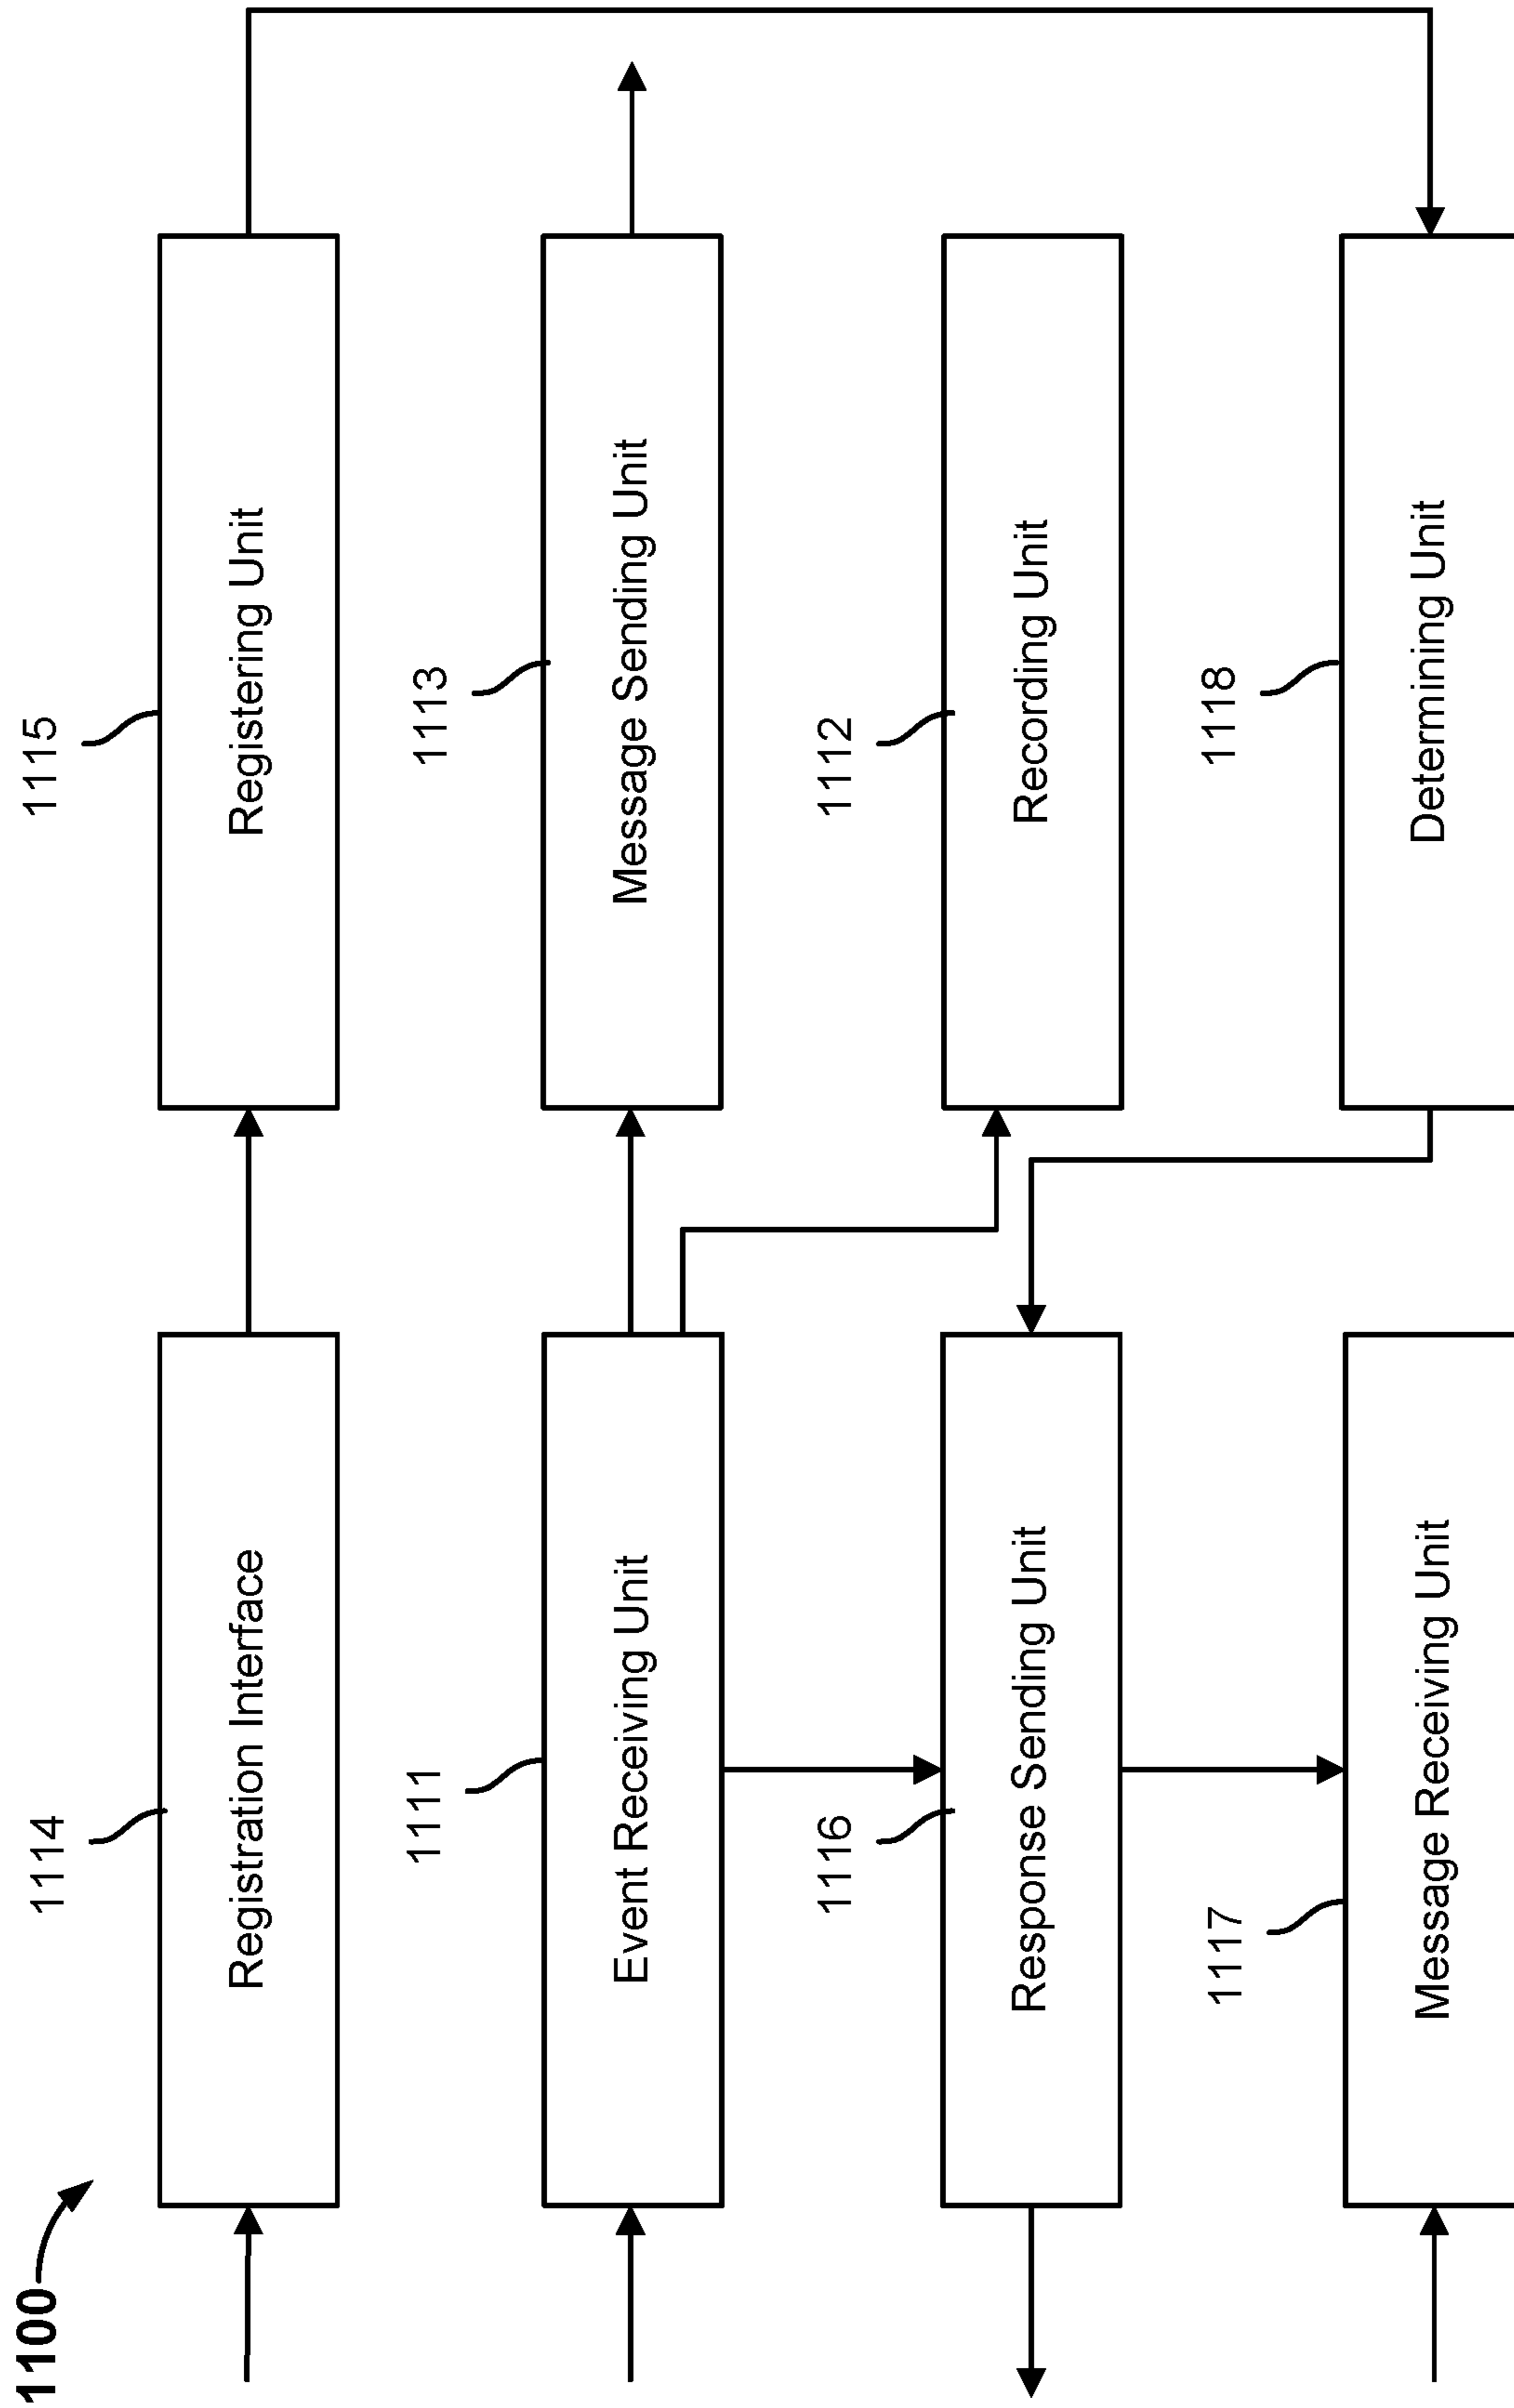 1100
1114
Registration Interface
1115
Registering Unit
1111
Event Receiving Unit
1113
Message Sending Unit
1116
Response Sending Unit
1112
Recording Unit
1117
Message Receiving Unit
1118
Determining Unit